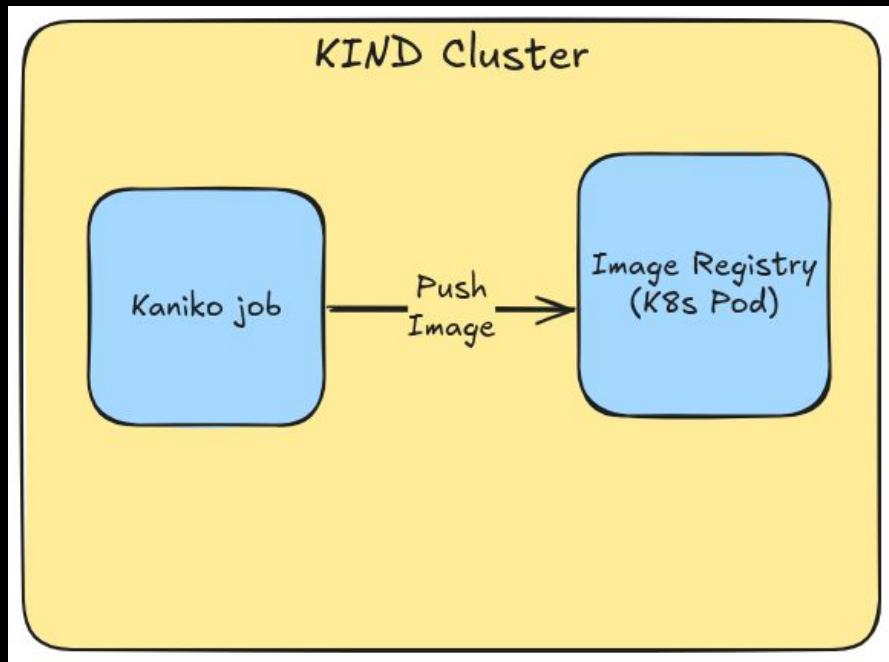 KIND Cluster
Kaniko job
Push
Image
Image Registry
(K8s Pod)